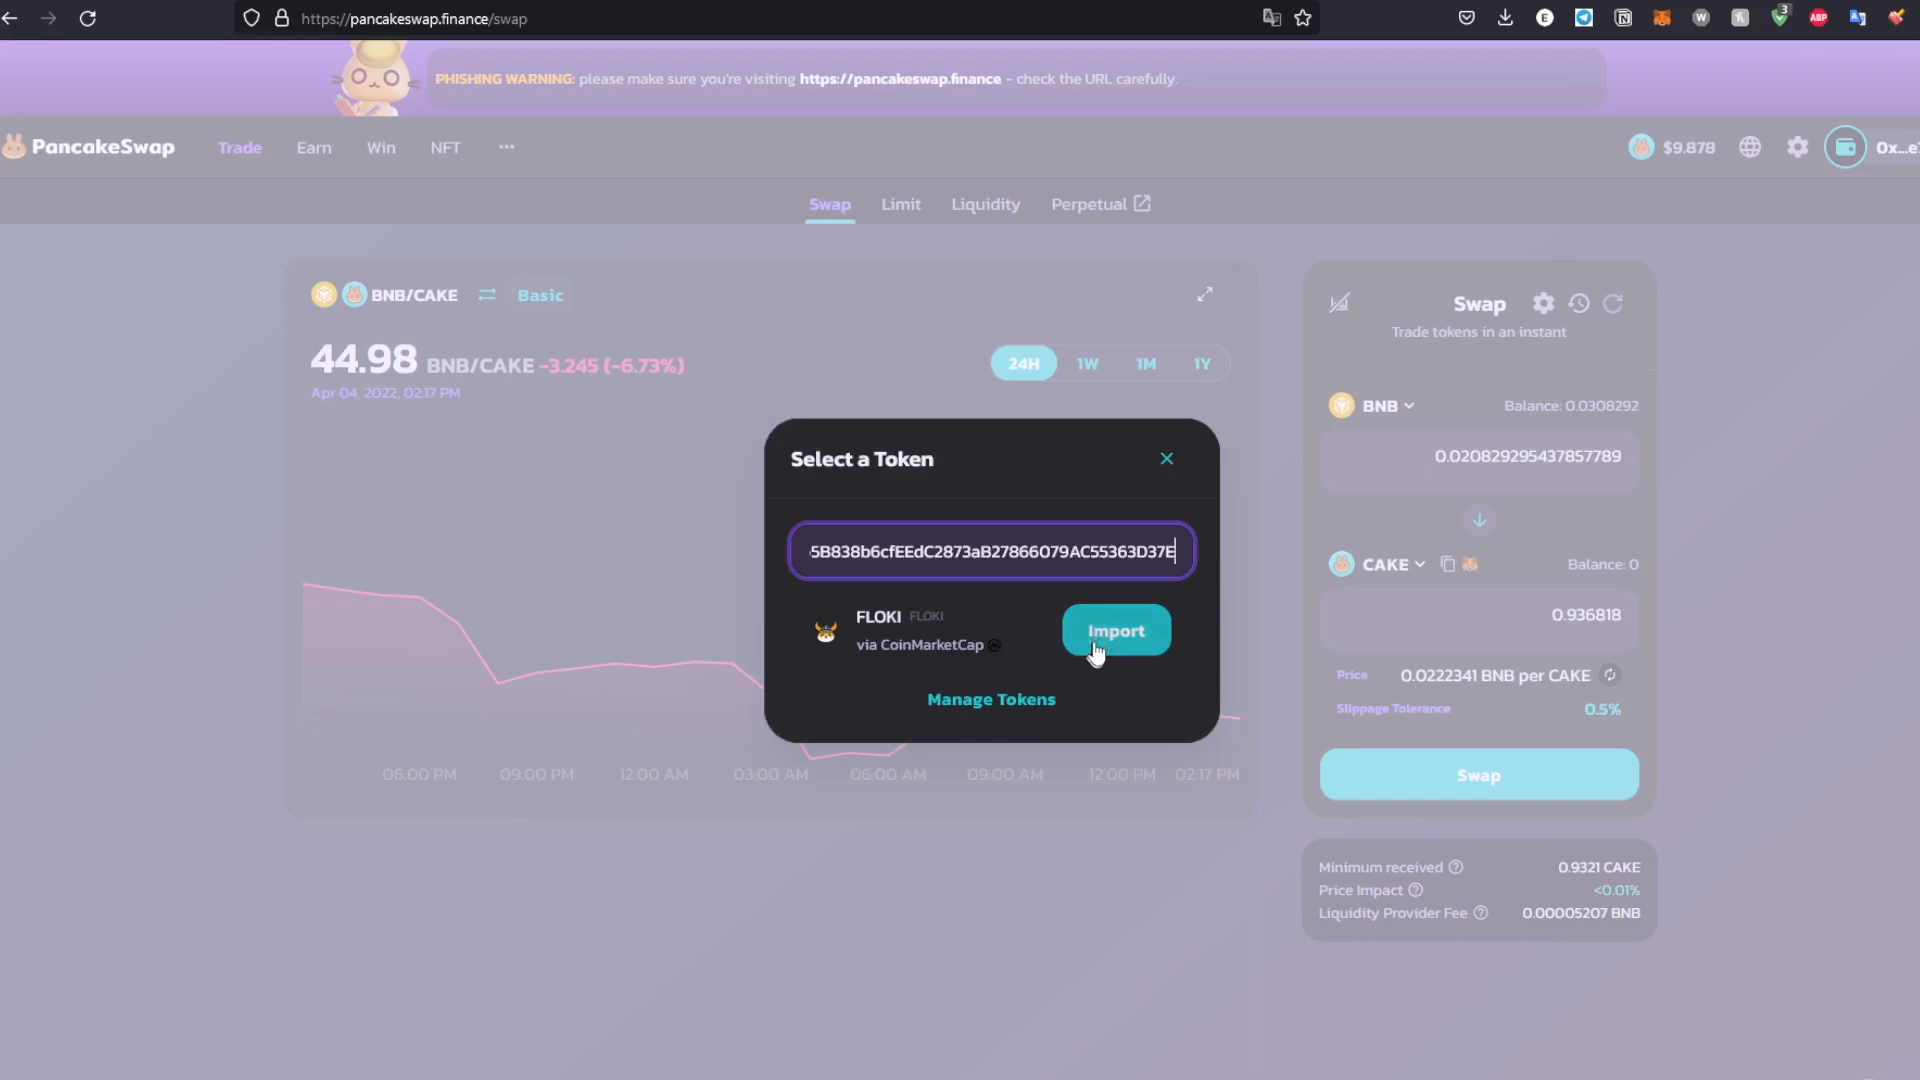 https://pancakeswap.finance/swap
E
N
W
3
ABP
PHISHING WARNING: please make sure you're visiting https://pancakeswap.finance - check the URL carefully.
PancakeSwap
Trade
Earn
Win
NFT
$9.878
0x...e
Swap
Limit
Liquidity
Perpetual
BNB/CAKE
Basic
44.98 BNB/CAKE -3.245 (-6.73%)
Apr 04, 2022, 02:17 PM
24H
1W
1M
1Y
06:00 PM
09:00 PM
12:00 AM
03:00 AM
06:00 AM
09:00 AM
12:00 PM
02:17 PM
Select a Token
5B838b6cfEEdC2873aB27866079AC55363D37E
FLOKI FLOKI
via CoinMarketCap
Import
Manage Tokens
Swap
Trade tokens in an instant
BNB
Balance: 0.0308292
0.020829295437857789
CAKE
Balance: 0
0.936818
Price
0.0222341 BNB per CAKE
Slippage Tolerance
0.5%
Swap
Minimum received
0.9321 CAKE
Price Impact
<0.01%
Liquidity Provider Fee
0.00005207 BNB